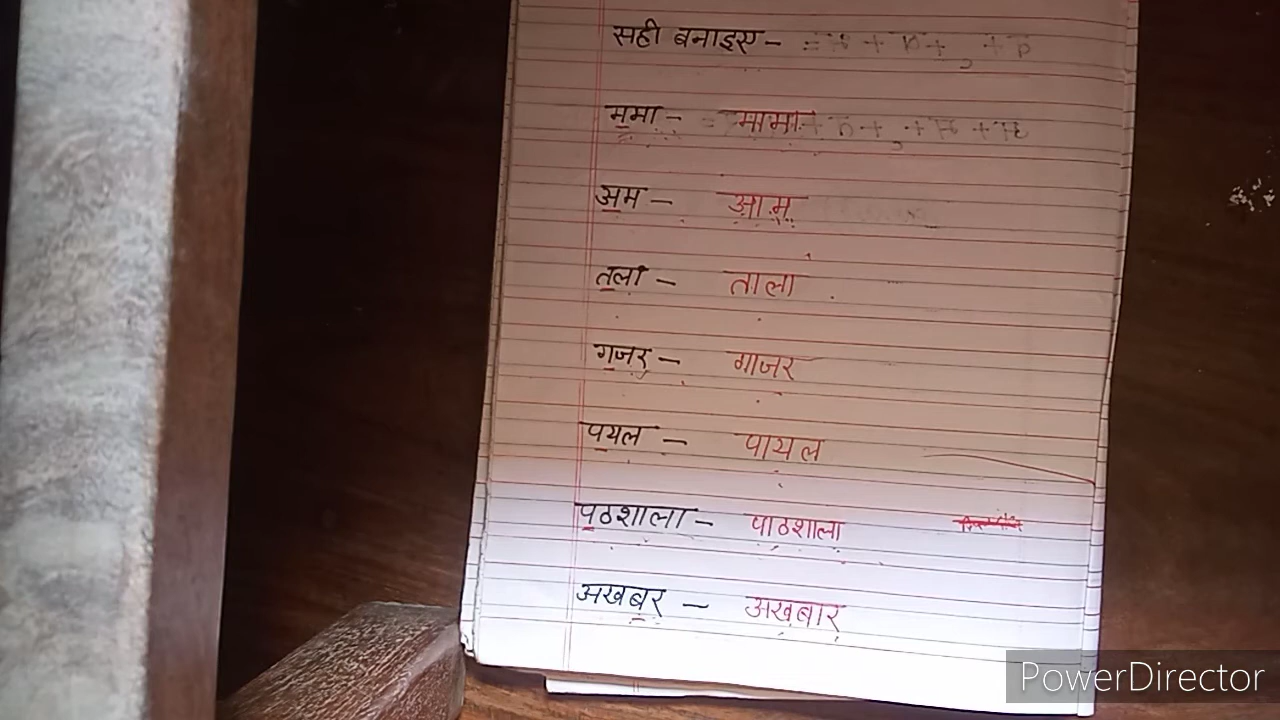 सही बनाइए –
ममा – मामा
अम – आम
तला – ताला
गजर – गाजर
पयल – पायल
पठशाला – पाठशाला
अखबर – अखबार
PowerDirector